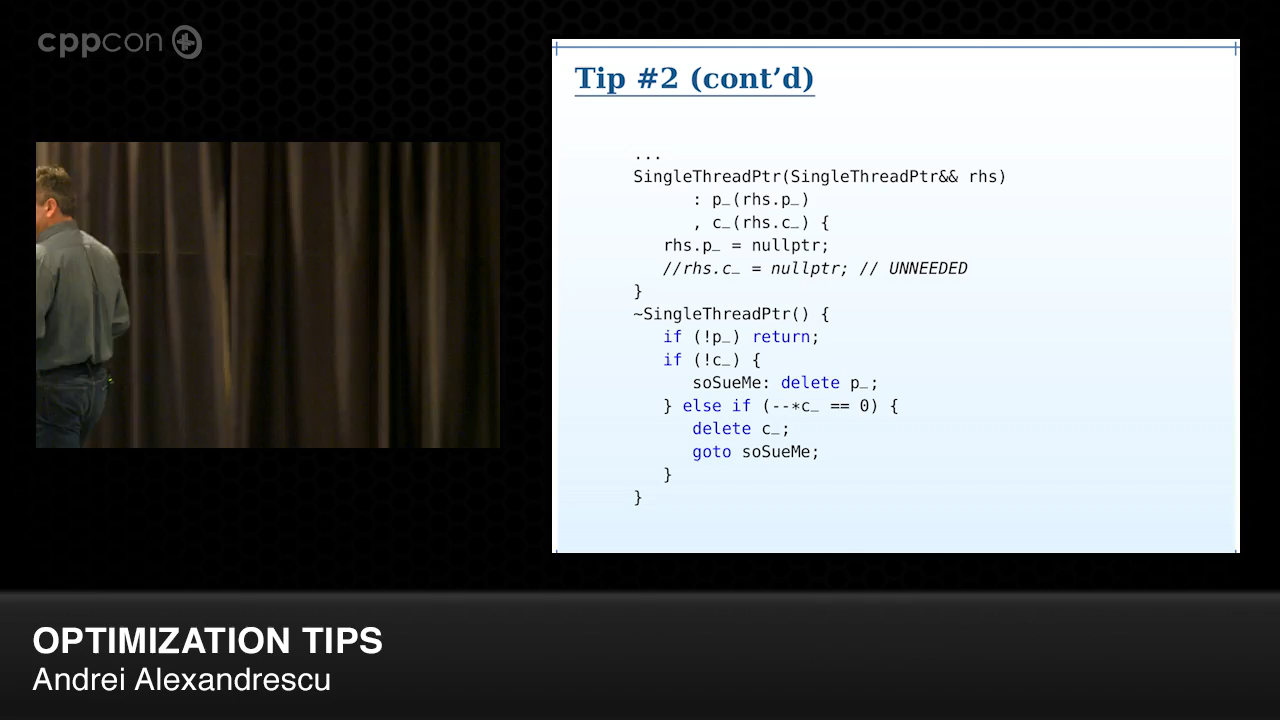 cppcon
Tip #2 (cont’d)
...
SingleThreadPtr(SingleThreadPtr&& rhs)
: p_(rhs.p_)
, c_(rhs.c_) {
rhs.p_ = nullptr;
//rhs.c_ = nullptr; // UNNEEDED
}
~SingleThreadPtr() {
if (!p_) return;
if (!c_) {
soSueMe: delete p_;
} else if (--*c_ == 0) {
delete c_;
goto soSueMe;
}
}
OPTIMIZATION TIPS
Andrei Alexandrescu